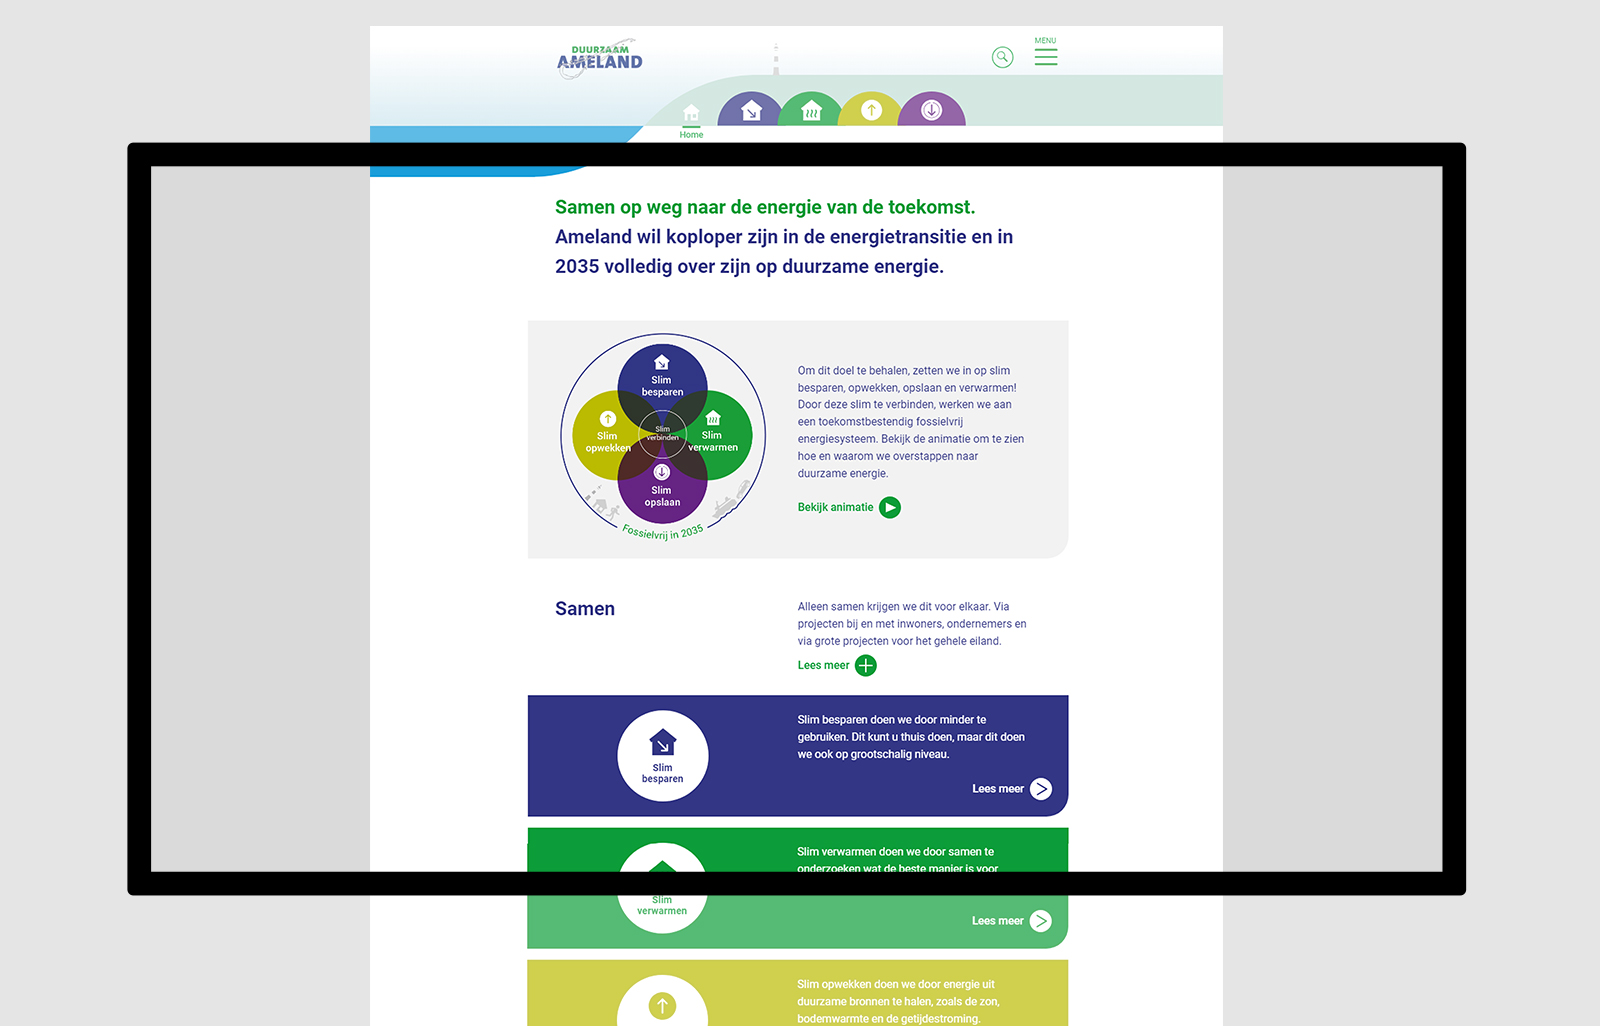 DUURZAAM
AMELAND
MENU
Home
Samen op weg naar de energie van de toekomst.
Ameland wil koploper zijn in de energietransitie en in
2035 volledig over zijn op duurzame energie.
Slim
besparen
Slim
opwekken
Slim
verbinden
Slim
verwarmen
Slim
opslaan
Fossielvrij in 2035
Om dit doel te behalen, zetten we in op slim
besparen, opwekken, opslaan en verwarmen!
Door deze slim te verbinden, werken we aan
een toekomstbestendig fossielvrij
energiesysteem. Bekijk de animatie om te zien
hoe en waarom we overstappen naar
duurzame energie.
Bekijk animatie
Samen
Alleen samen krijgen we dit voor elkaar. Via
projecten bij en met inwoners, ondernemers en
via grote projecten voor het gehele eiland.
Lees meer
Slim
besparen
Slim besparen doen we door minder te
gebruiken. Dit kunt u thuis doen, maar dit doen
we ook op grootschalig niveau.
Lees meer
Slim
verwarmen
Slim verwarmen doen we door samen te
onderzoeken wat de beste manier is voor
Lees meer
Slim opwekken doen we door energie uit
duurzame bronnen te halen, zoals de zon,
bodemwarmte en de getijdestroming.